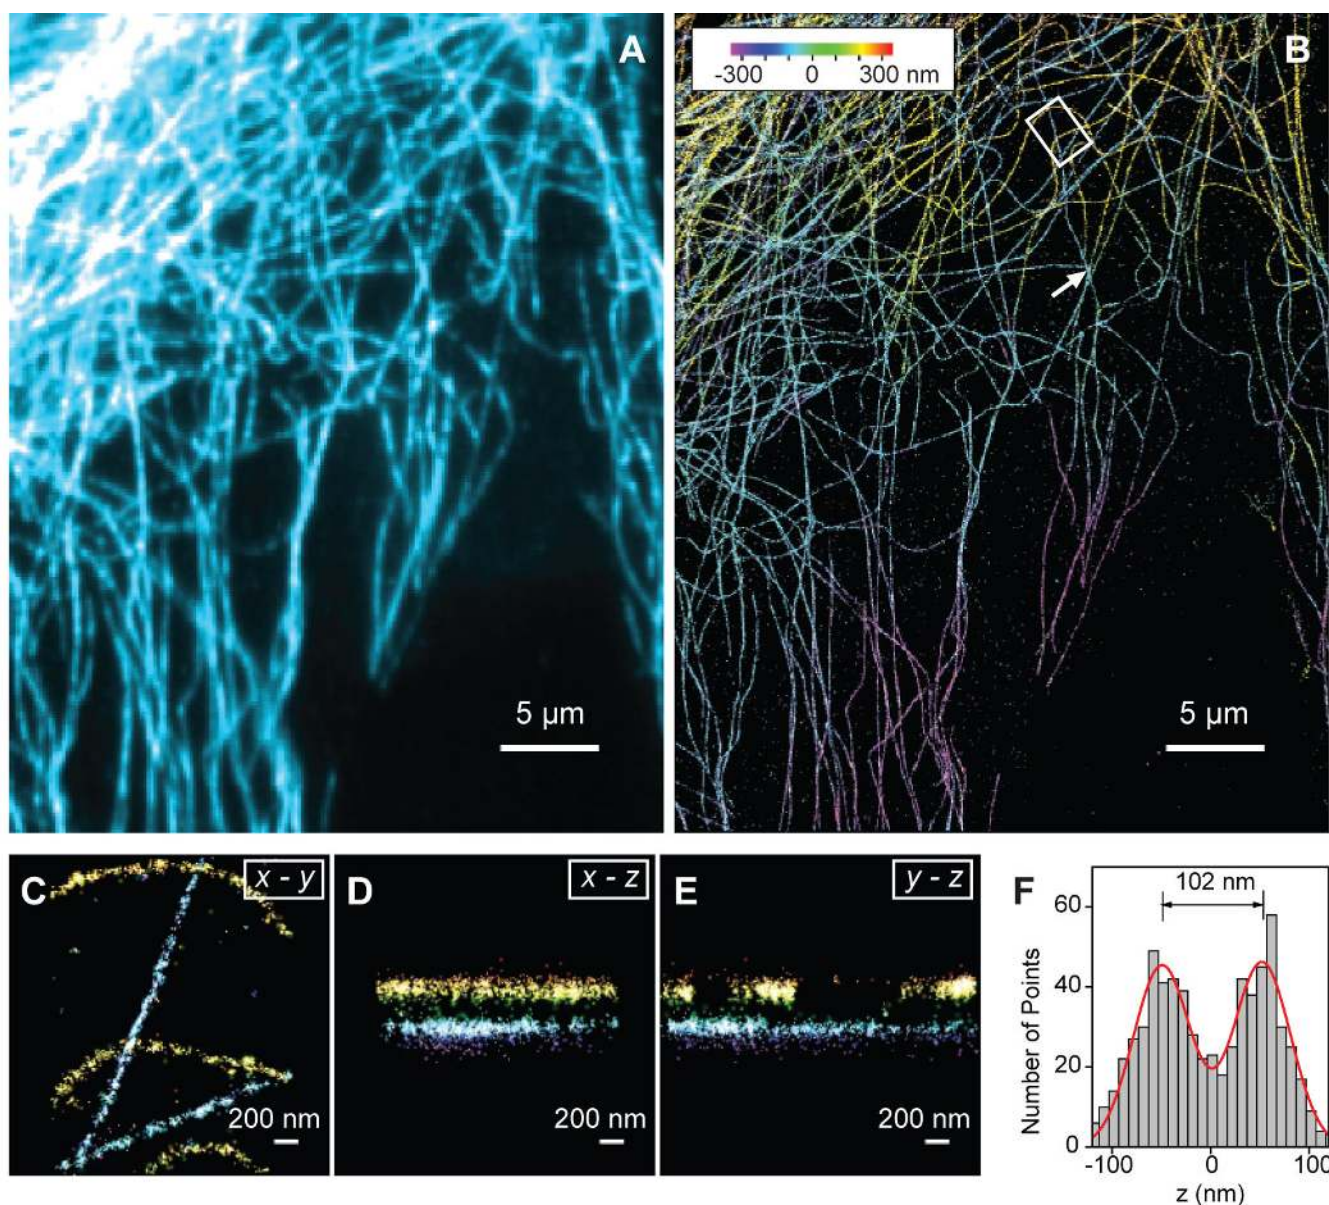 A
5 μm
B
-300 0 300 nm
5 μm
C
x - y
200 nm
D
x - z
200 nm
E
y - z
200 nm
F
102 nm
60
40
20
0
Number of Points
-100 0 100
z (nm)